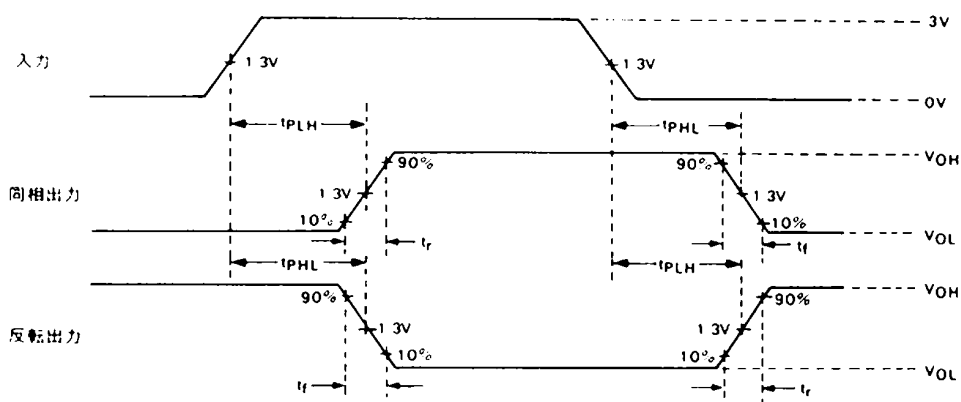 3V
入力
1 3V
1 3V
0V
tPLH
tPHL
90%
90%
VOH
同相出力
1 3V
1 3V
10%
10%
tr
tf
VOL
tPHL
tPLH
90%
90%
VOH
反転出力
1 3V
1 3V
10%
10%
VOL
tf
tr